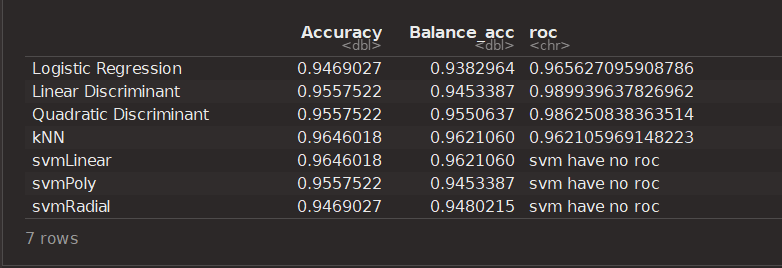 Accuracy Balance_acc roc
<dbl> <dbl> <chr>
Logistic Regression 0.9469027 0.9382964 0.965627095908786
Linear Discriminant 0.9557522 0.9453387 0.989939637826962
Quadratic Discriminant 0.9557522 0.9550637 0.986250838363514
kNN 0.9646018 0.9621060 0.962105969148223
svmLinear 0.9646018 0.9621060 svm have no roc
svmPoly 0.9557522 0.9453387 svm have no roc
svmRadial 0.9469027 0.9480215 svm have no roc
7 rows